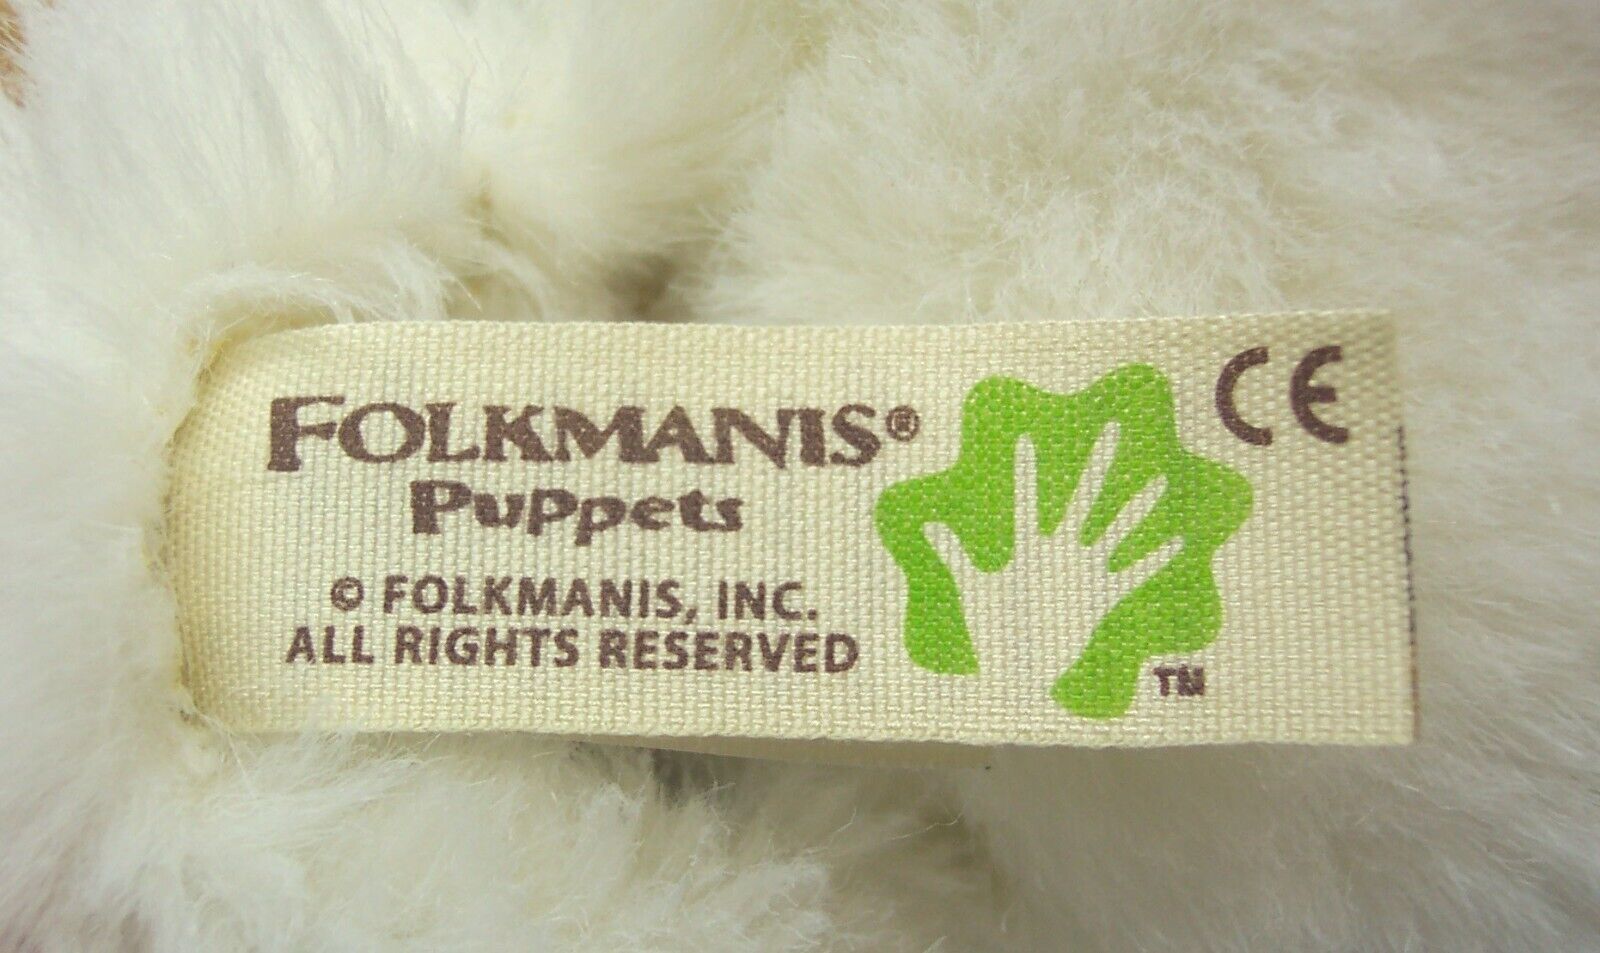 FOLKMANIS®
Puppets
© FOLKMANIS, INC.
ALL RIGHTS RESERVED
TM
CE